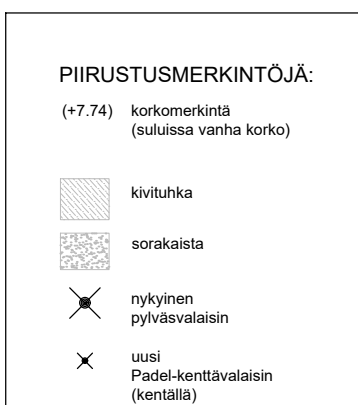 PIIRUSTUSMERKINTÖJÄ:
(+7.74) korkomerkintä
(suluissa vanha korko)
kivituhka
sorakaista
nykyinen
pylväsvalaisin
uusi
Padel-kenttävalaisin
(kentällä)